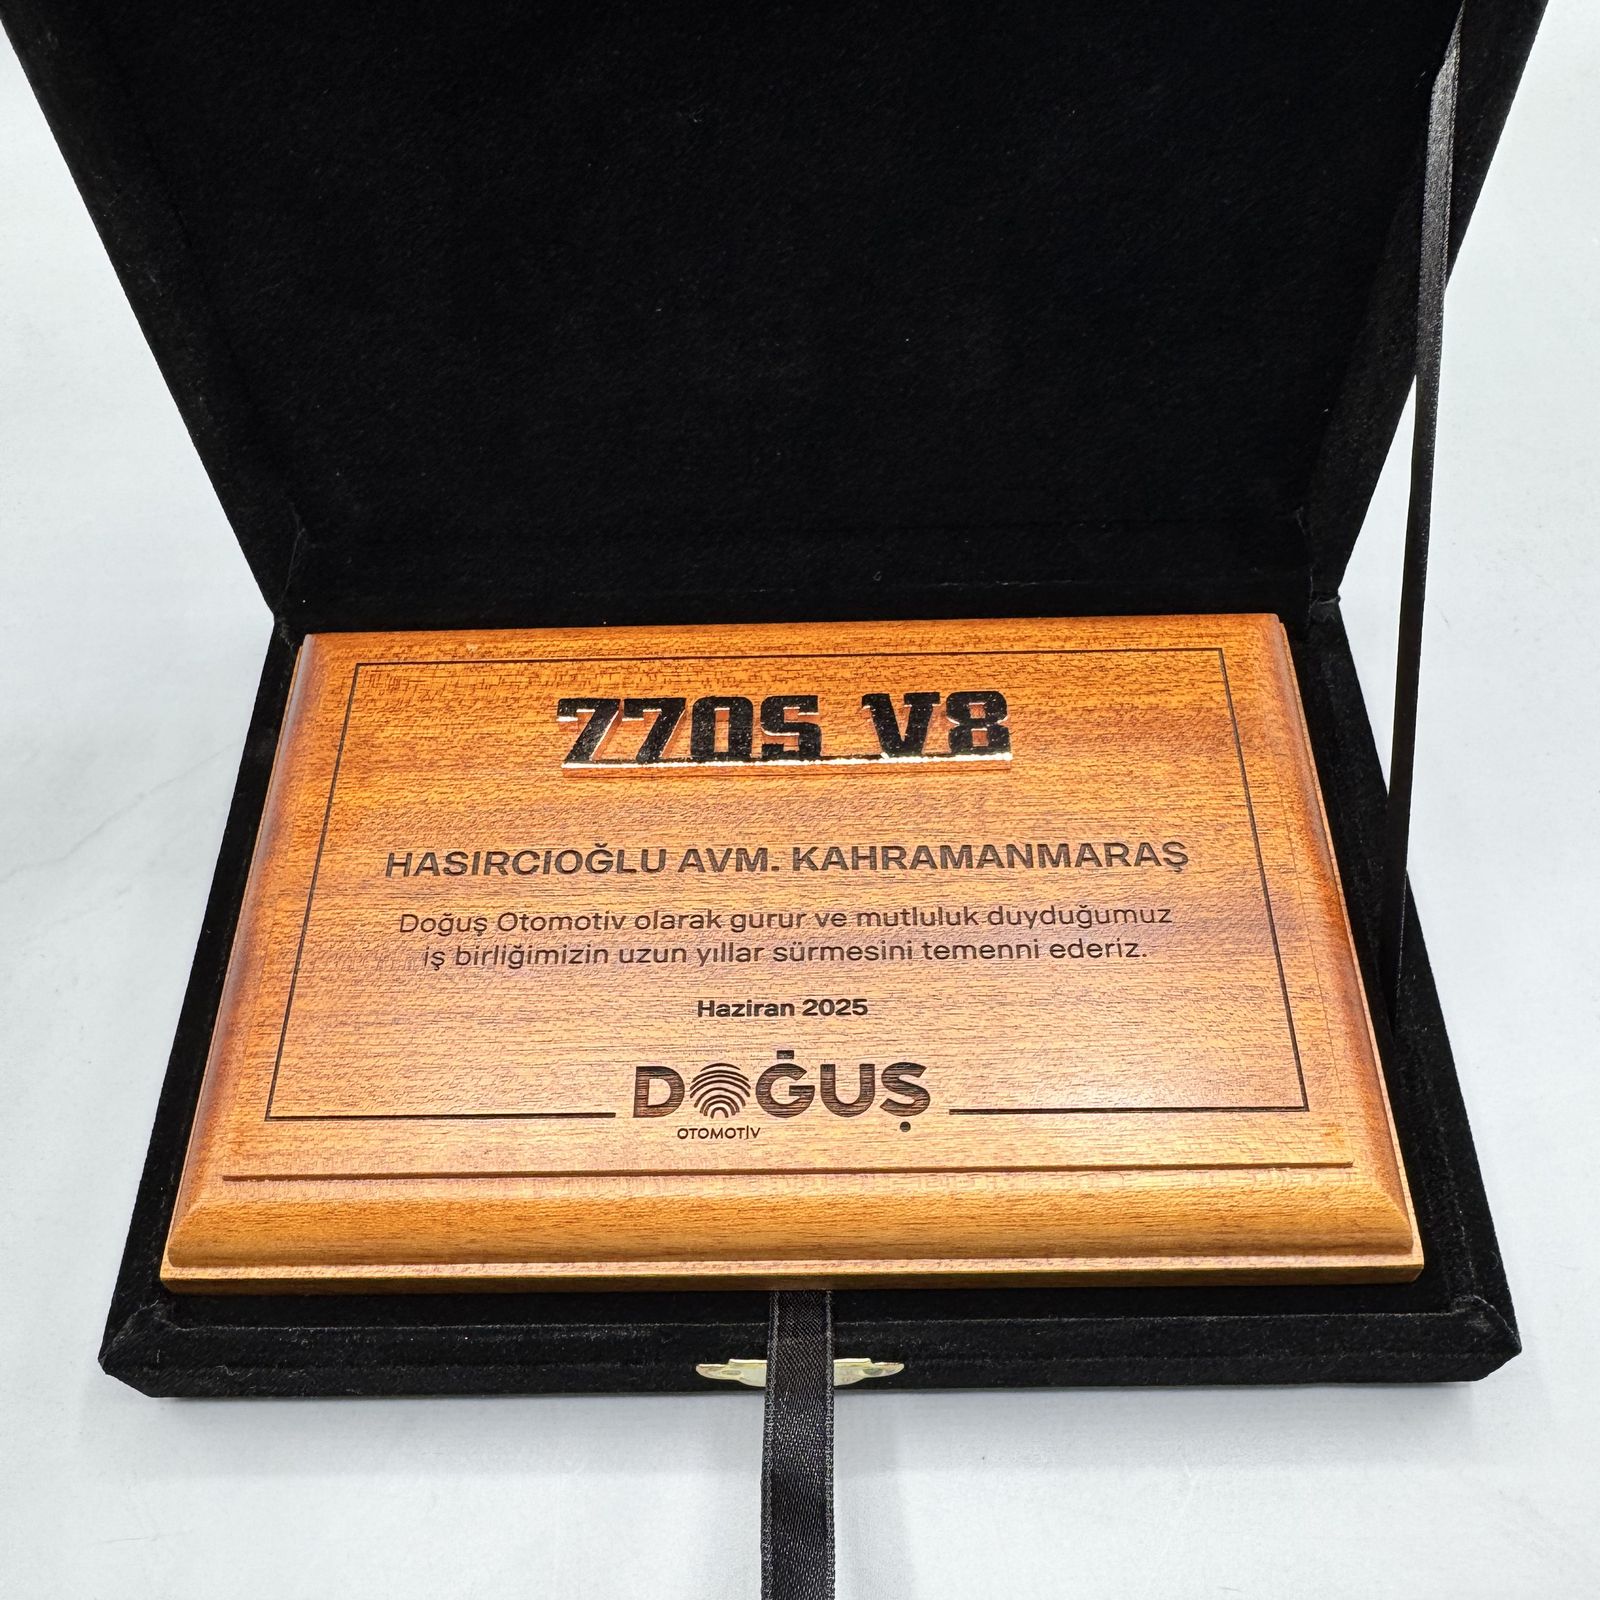 770S V8
HASIRCIOĞLU AVM. KAHRAMANMARAŞ
Doğuş Otomotiv olarak gurur ve mutluluk duyduğumuz
iş birliğimizin uzun yıllar sürmesini temenni ederiz.
Haziran 2025
DOĞUŞ
OTOMOTİV